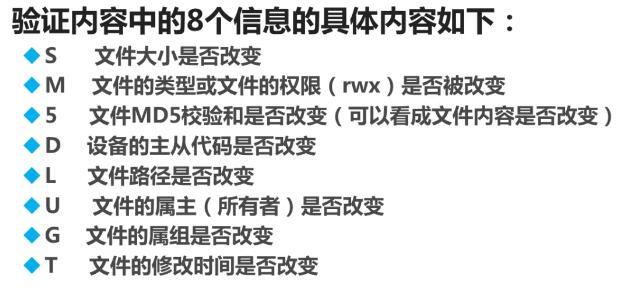 验证内容中的8个信息的具体内容如下：
S 文件大小是否改变
M 文件的类型或文件的权限（rwx）是否被改变
5 文件MD5校验和是否改变（可以看成文件内容是否改变）
D 设备的主从代码是否改变
L 文件路径是否改变
U 文件的属主（所有者）是否改变
G 文件的属组是否改变
T 文件的修改时间是否改变